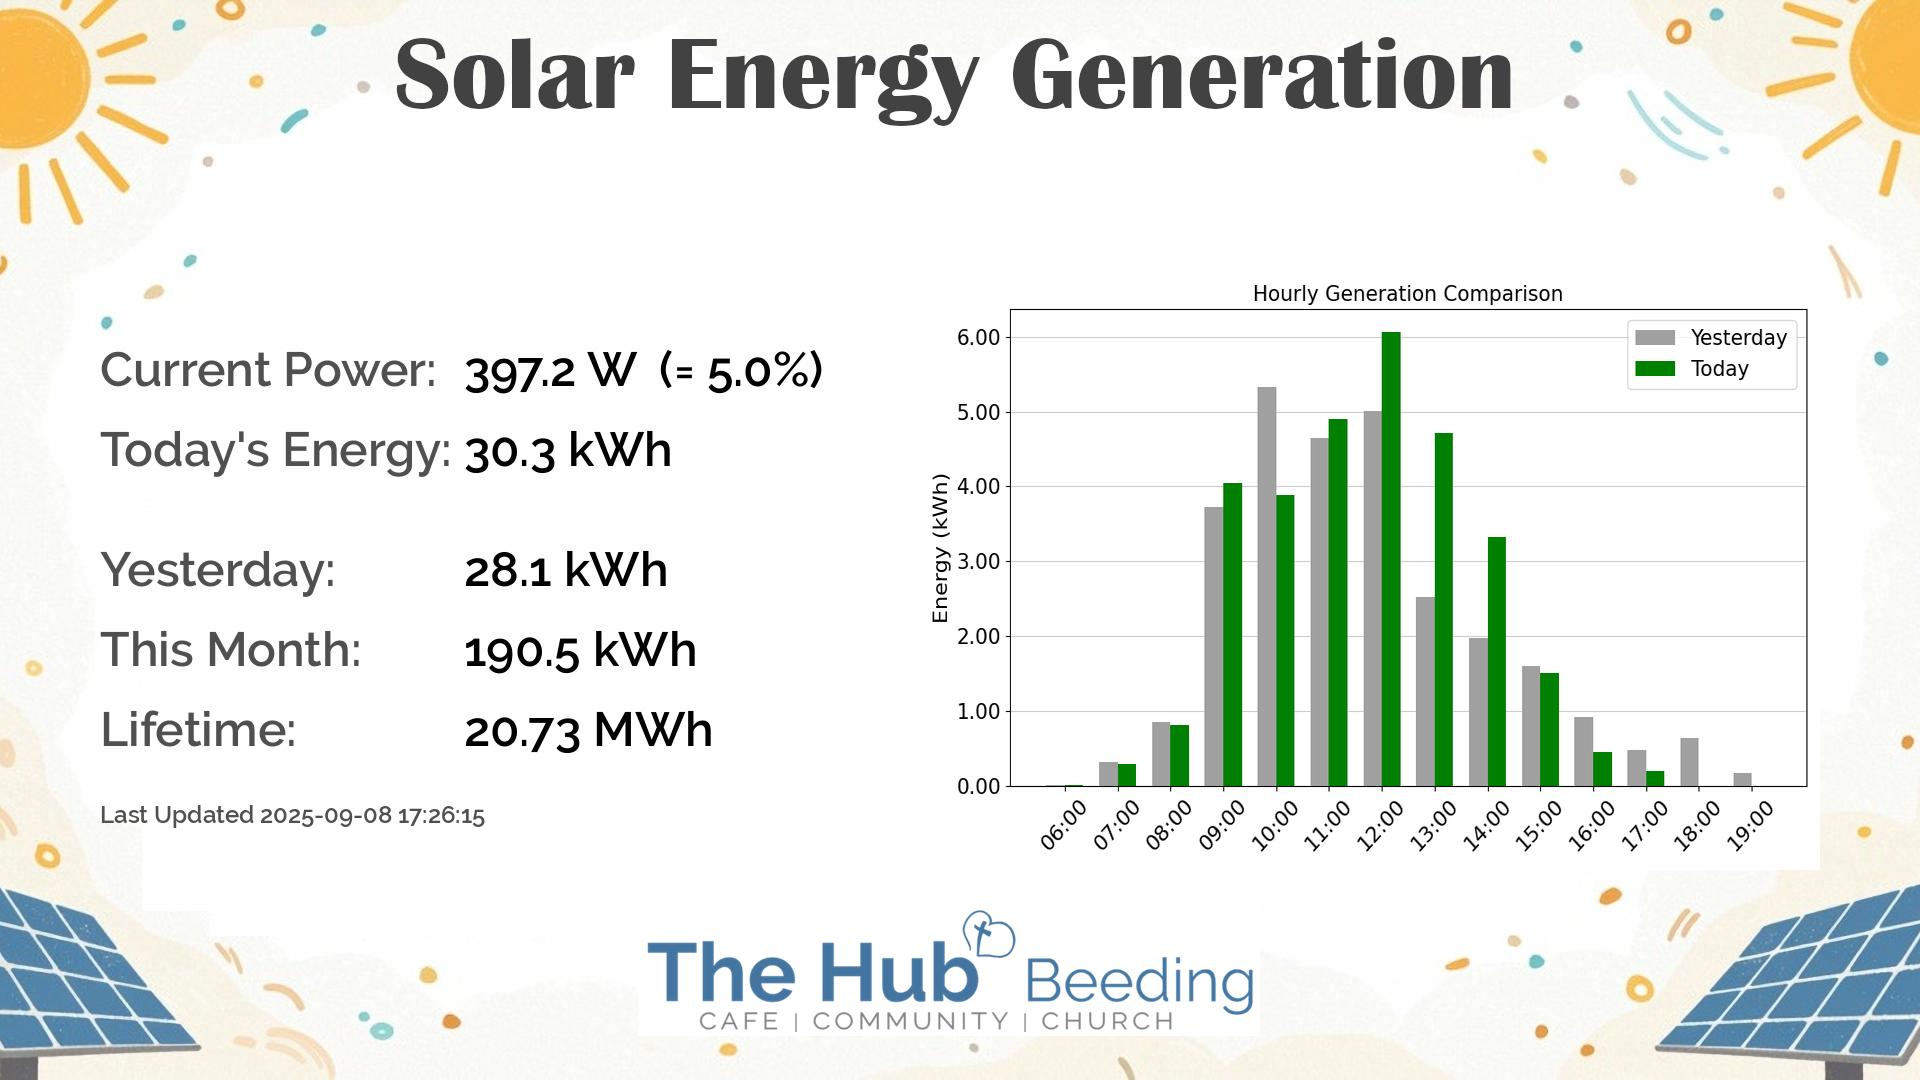 Solar Energy Generation
Current Power: 397.2 W (= 5.0%)
Today's Energy: 30.3 kWh
Yesterday: 28.1 kWh
This Month: 190.5 kWh
Lifetime: 20.73 MWh
Last Updated 2025-09-08 17:26:15
Hourly Generation Comparison
Yesterday
Today
Energy (kWh)
6.00
5.00
4.00
3.00
2.00
1.00
0.00
06:00 07:00 08:00 09:00 10:00 11:00 12:00 13:00 14:00 15:00 16:00 17:00 18:00 19:00
The Hub Beeding
CAFE | COMMUNITY | CHURCH